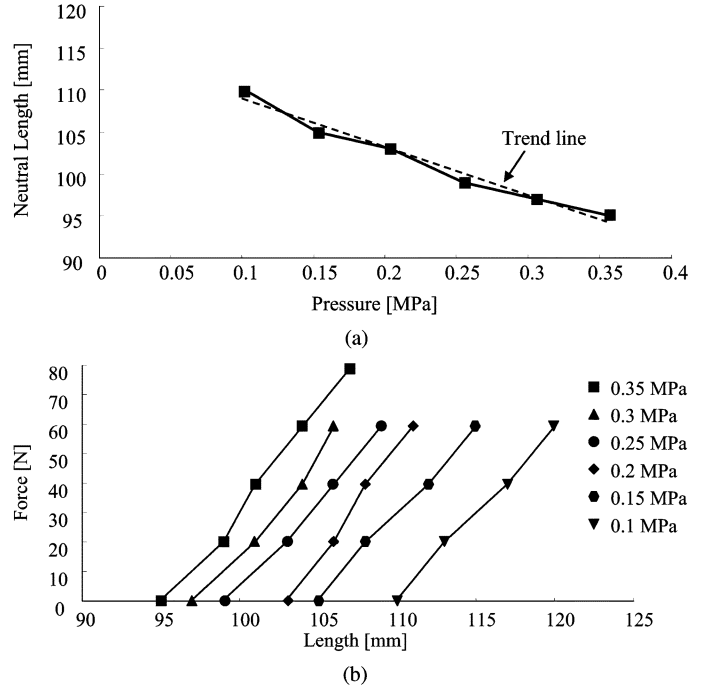 120
110
105
100
95
90
Neutral Length [mm]
Trend line
0 0.05 0.1 0.15 0.2 0.25 0.3 0.35 0.4
Pressure [MPa]
(a)
80
60
50
40
30
20
10
0
Force [N]
0.35 MPa
0.3 MPa
0.25 MPa
0.2 MPa
0.15 MPa
0.1 MPa
90 95 100 105 110 115 120 125
Length [mm]
(b)